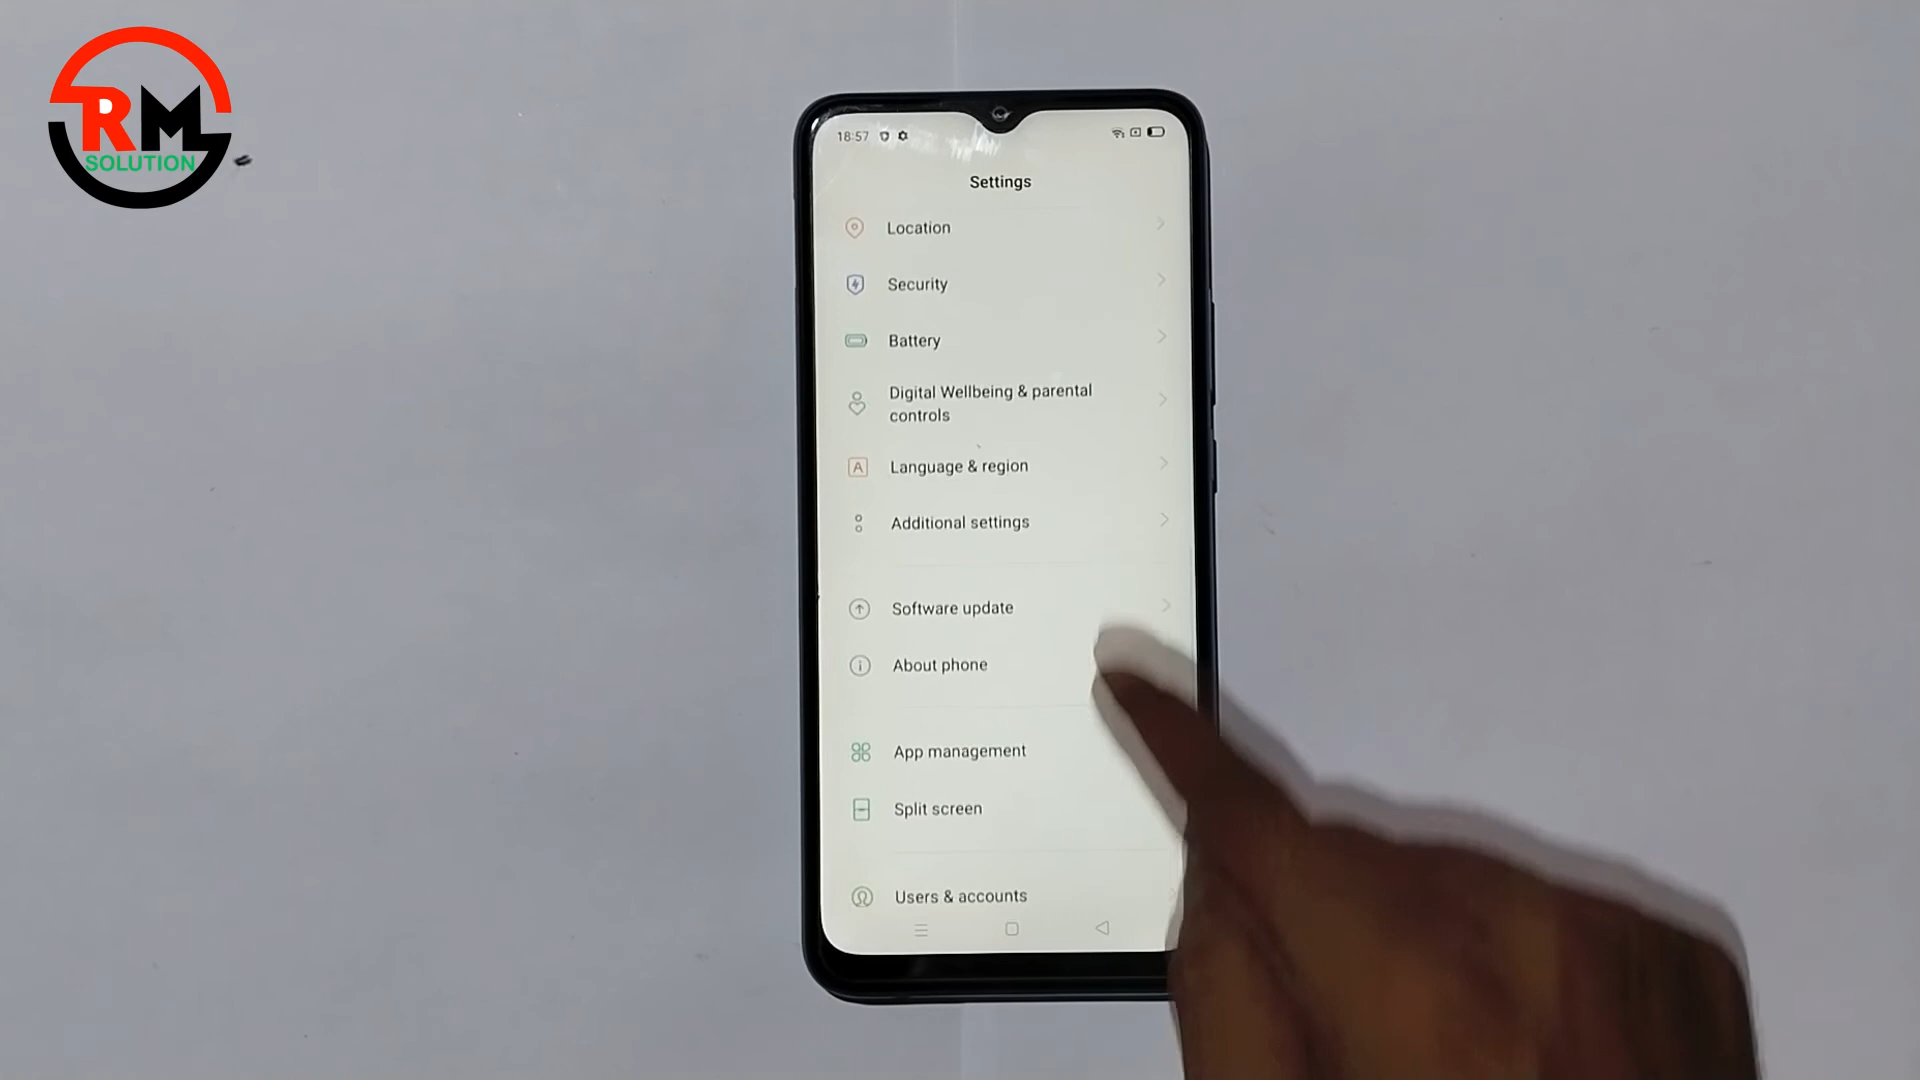 RM
SOLUTION
18:57
Settings
Location
Security
Battery
Digital Wellbeing & parental
controls
A
Language & region
Additional settings
Software update
About phone
App management
Split screen
Users & accounts